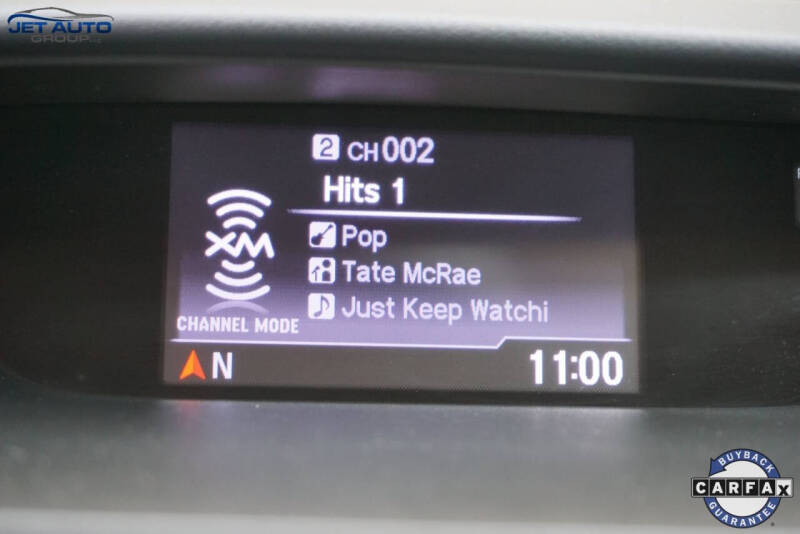 JET AUTO
GROUP
2 CH 002
Hits 1
XM
Pop
Tate McRae
Just Keep Watchi
CHANNEL MODE
N
11:00
BUYBACK
CARFAX
GUARANTEE